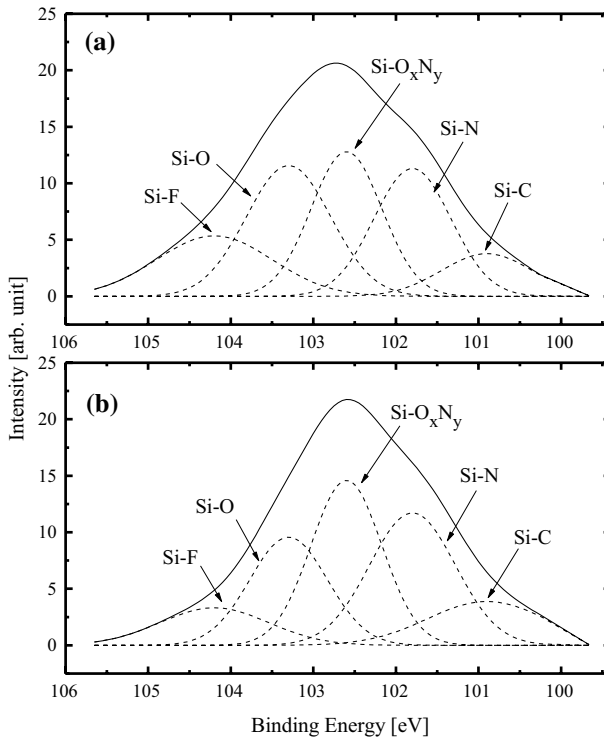 25
(a)
Si-OxNy
20
Si-O
Si-N
15
Si-F
Si-C
10
5
0
106 105 104 103 102 101 100
Intensity [arb. unit]
25
(b)
Si-OxNy
20
Si-N
Si-O
15
Si-F
Si-C
10
5
0
106 105 104 103 102 101 100
Binding Energy [eV]